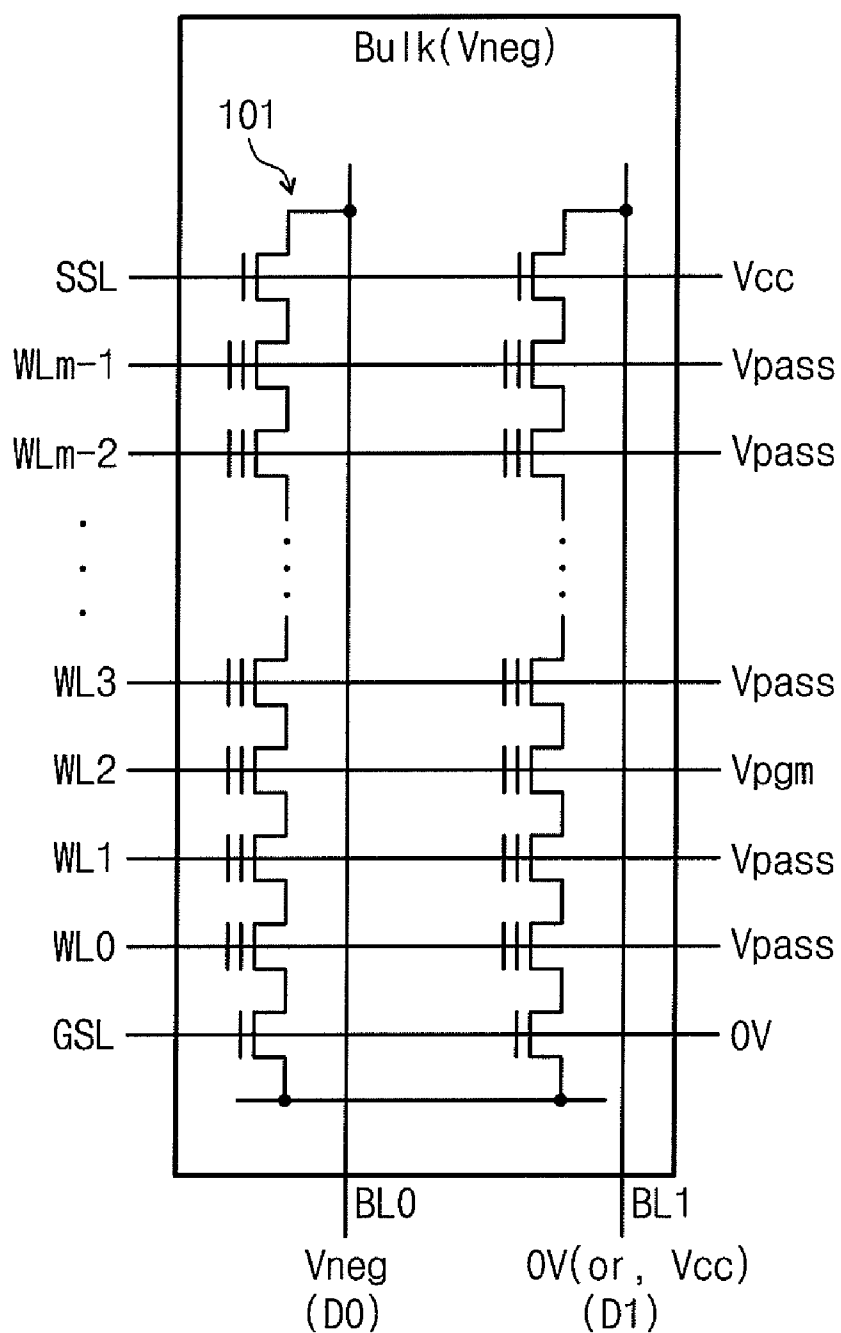 Bulk(Vneg)
101
SSL Vcc
WLm-1 Vpass
WLm-2 Vpass
WL3 Vpass
WL2 Vpgm
WL1 Vpass
WL0 Vpass
GSL 0V
BL0 BL1
Vneg 0V(or, Vcc)
(D0) (D1)